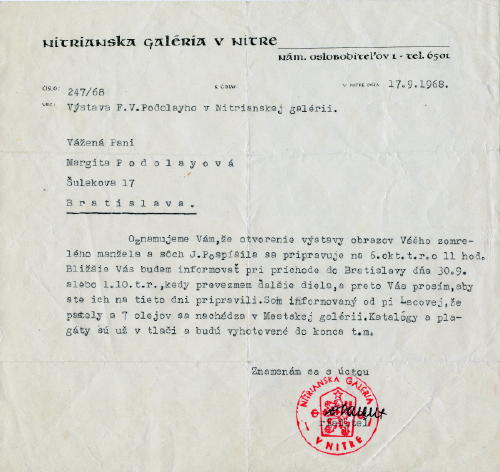 NITRIANSKA GALÉRIA V NITRE
NÁM. OSLOBODITEĽOV 1 - TEL. 6501
ČÍSLO: 247/68
K ČÍSLU
V NITRE DŇA 17.9.1968.
VEC: Výstava F.V.Podolayho v Nitrianskej galérii.
Vážená Pani
Margita P o d o l a y o v á
Šulekova 17
B r a t i s l a v a .
Oznamujeme Vám,že otvorenie výstavy obrazov Vášho zomre-
lého manžela a sôch J.Pospíšila sa pripravuje na 6.okt.t.r.o 11 hod.
Bližšie Vás budem informovať pri príchode do Bratislavy dňa 30.9.
alebo 1.10.t.r.,kedy prevezmem ďalšie diela,a preto Vás prosím,aby
ste ich na tieto dni pripravili.Som informovaný od pí Lacovej,že
pastely a 7 olejov sa nachádza v Mestskej galérii.Katalógy a pla-
gáty sú už v tlači a budú vyhotovené do konca t.m.
Znamenám sa s úctou
NITRIANSKA GALÉRIA
V NITRE
riaditeľ